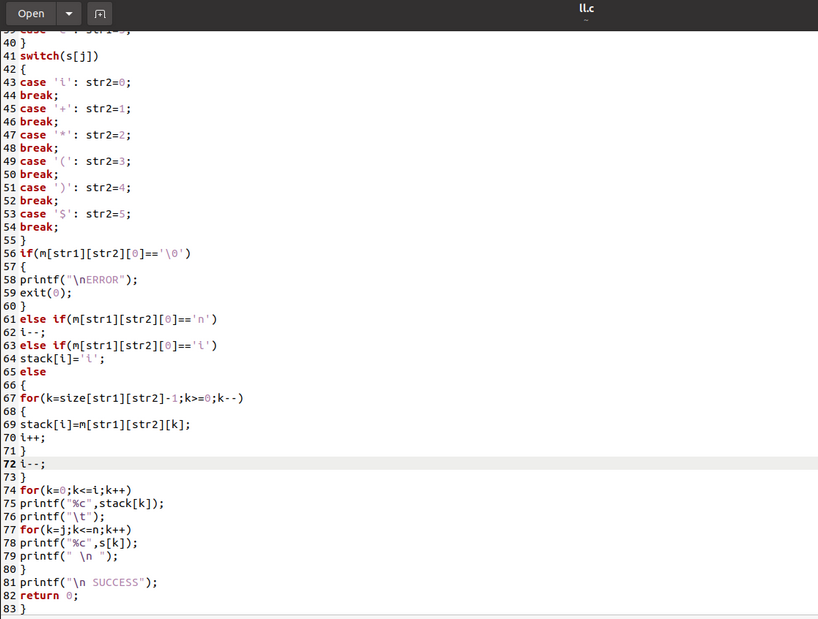 Open
ll.c
40 }
41 switch(s[j])
42 {
43 case 'i': str2=0;
44 break;
45 case '+': str2=1;
46 break;
47 case '*': str2=2;
48 break;
49 case '(': str2=3;
50 break;
51 case ')': str2=4;
52 break;
53 case '$': str2=5;
54 break;
55 }
56 if(m[str1][str2][0]=='\0')
57 {
58 printf("\nERROR");
59 exit(0);
60 }
61 else if(m[str1][str2][0]=='n')
62 i--;
63 else if(m[str1][str2][0]=='i')
64 stack[i]='i';
65 else
66 {
67 for(k=size[str1][str2]-1;k>=0;k--)
68 {
69 stack[i]=m[str1][str2][k];
70 i++;
71 }
72 i--;
73 }
74 for(k=0;k<=i;k++)
75 printf("%c",stack[k]);
76 printf("\t");
77 for(k=j;k<=n;k++)
78 printf("%c",s[k]);
79 printf(" \n ");
80 }
81 printf("\n SUCCESS");
82 return 0;
83 }